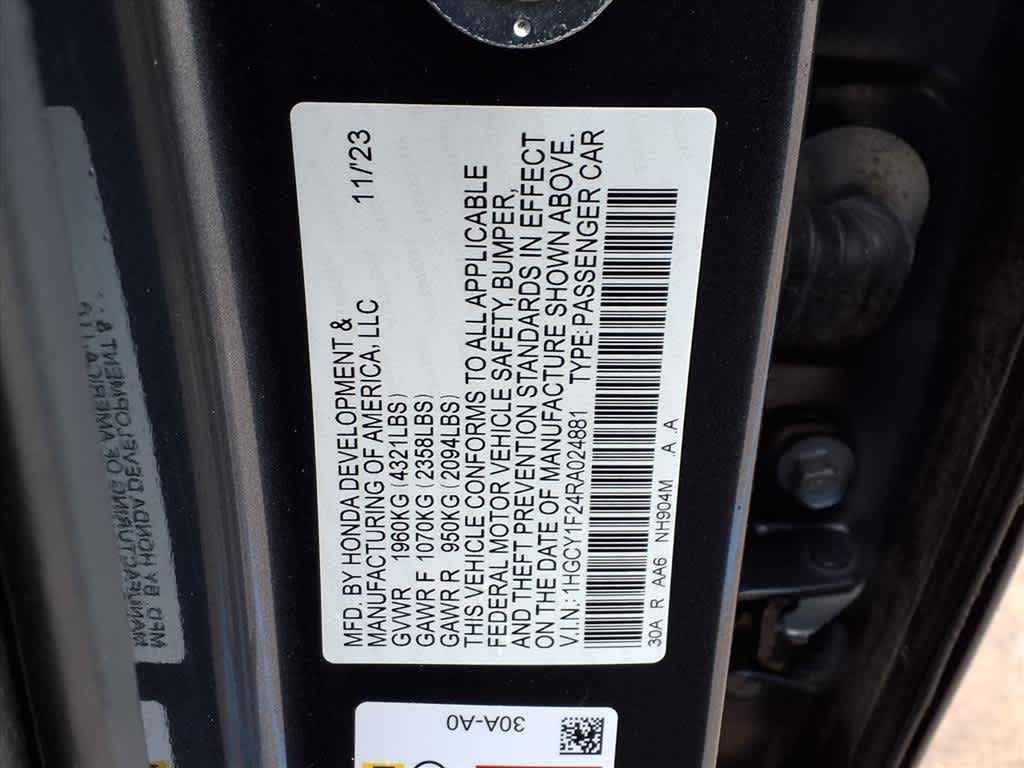 MFD. BY HONDA DEVELOPMENT & 11/'23
MANUFACTURING OF AMERICA, LLC
GVWR 1960KG (4321LBS)
GAWR F 1070KG (2358LBS)
GAWR R 950KG (2094LBS)
THIS VEHICLE CONFORMS TO ALL APPLICABLE
FEDERAL MOTOR VEHICLE SAFETY, BUMPER,
AND THEFT PREVENTION STANDARDS IN EFFECT
ON THE DATE OF MANUFACTURE SHOWN ABOVE.
V.I.N.: 1HGCY1F24RA024881 TYPE: PASSENGER CAR
30A R AA6 NH904M .A .A
30A-A0